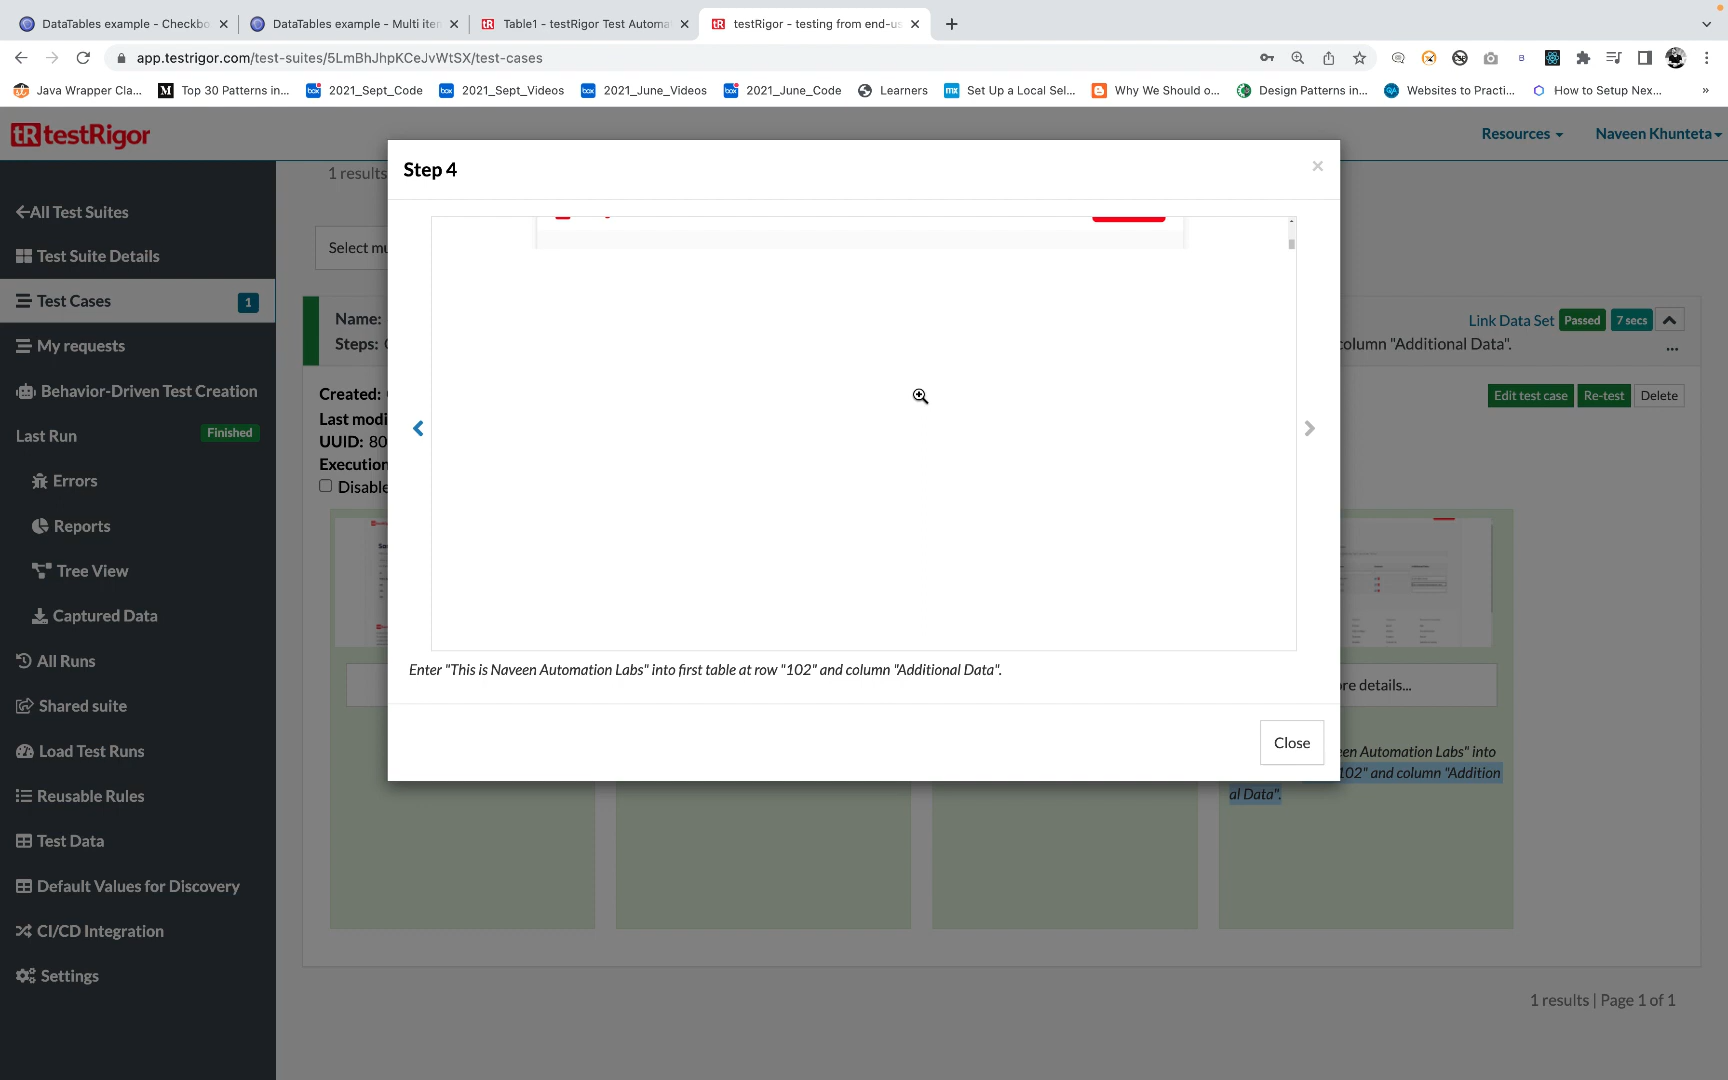 DataTables example - Checkbo
DataTables example - Multi iter
Table1 - testRigor Test Automa
testRigor - testing from end-us
app.testrigor.com/test-suites/5LmBhJhpKCeJvWtSX/test-cases
Java Wrapper Cla...
Top 30 Patterns in...
2021_Sept_Code
2021_Sept_Videos
2021_June_Videos
2021_June_Code
Learners
Set Up a Local Sel...
Why We Should o...
Design Patterns in...
Websites to Practi...
How to Setup Nex...
»
tR testRigor
Resources
Naveen Khunteta
All Test Suites
Test Suite Details
Test Cases 1
My requests
Behavior-Driven Test Creation
Last Run Finished
Errors
Reports
Tree View
Captured Data
All Runs
Shared suite
Load Test Runs
Reusable Rules
Test Data
Default Values for Discovery
CI/CD Integration
Settings
1 results
Select mu
Name:
Steps:
Link Data Set Passed 7 secs
column "Additional Data".
...
Created:
Last modi
UUID: 80
Execution
Disable
Edit test case Re-test Delete
Step 4
×
Enter "This is Naveen Automation Labs" into first table at row "102" and column "Additional Data".
Close
re details...
en Automation Labs" into
102" and column "Addition
al Data".
1 results | Page 1 of 1